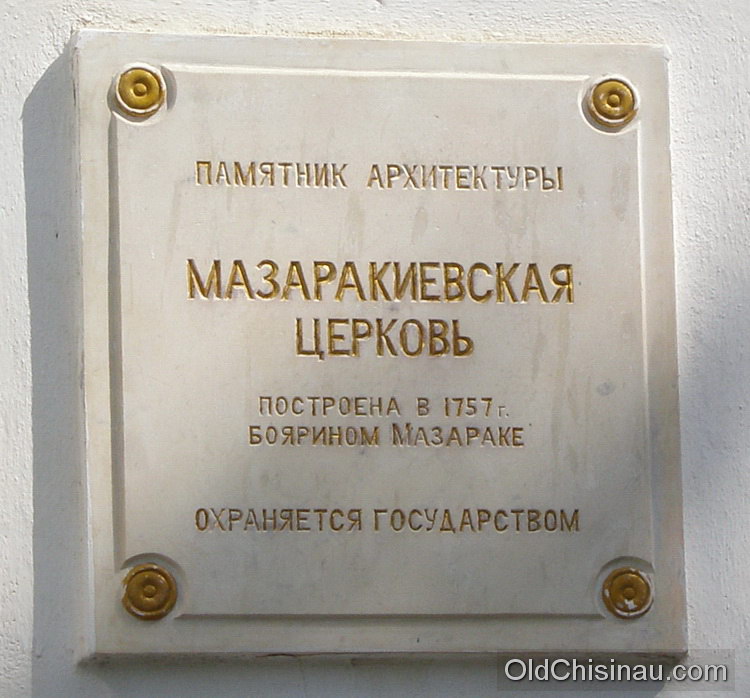 ПАМЯТНИК АРХИТЕКТУРЫ
МАЗАРАКИЕВСКАЯ
ЦЕРКОВЬ
ПОСТРОЕНА В 1757 г.
БОЯРИНОМ МАЗАРАКЕ
ОХРАНЯЕТСЯ ГОСУДАРСТВОМ
OldChisinau.com